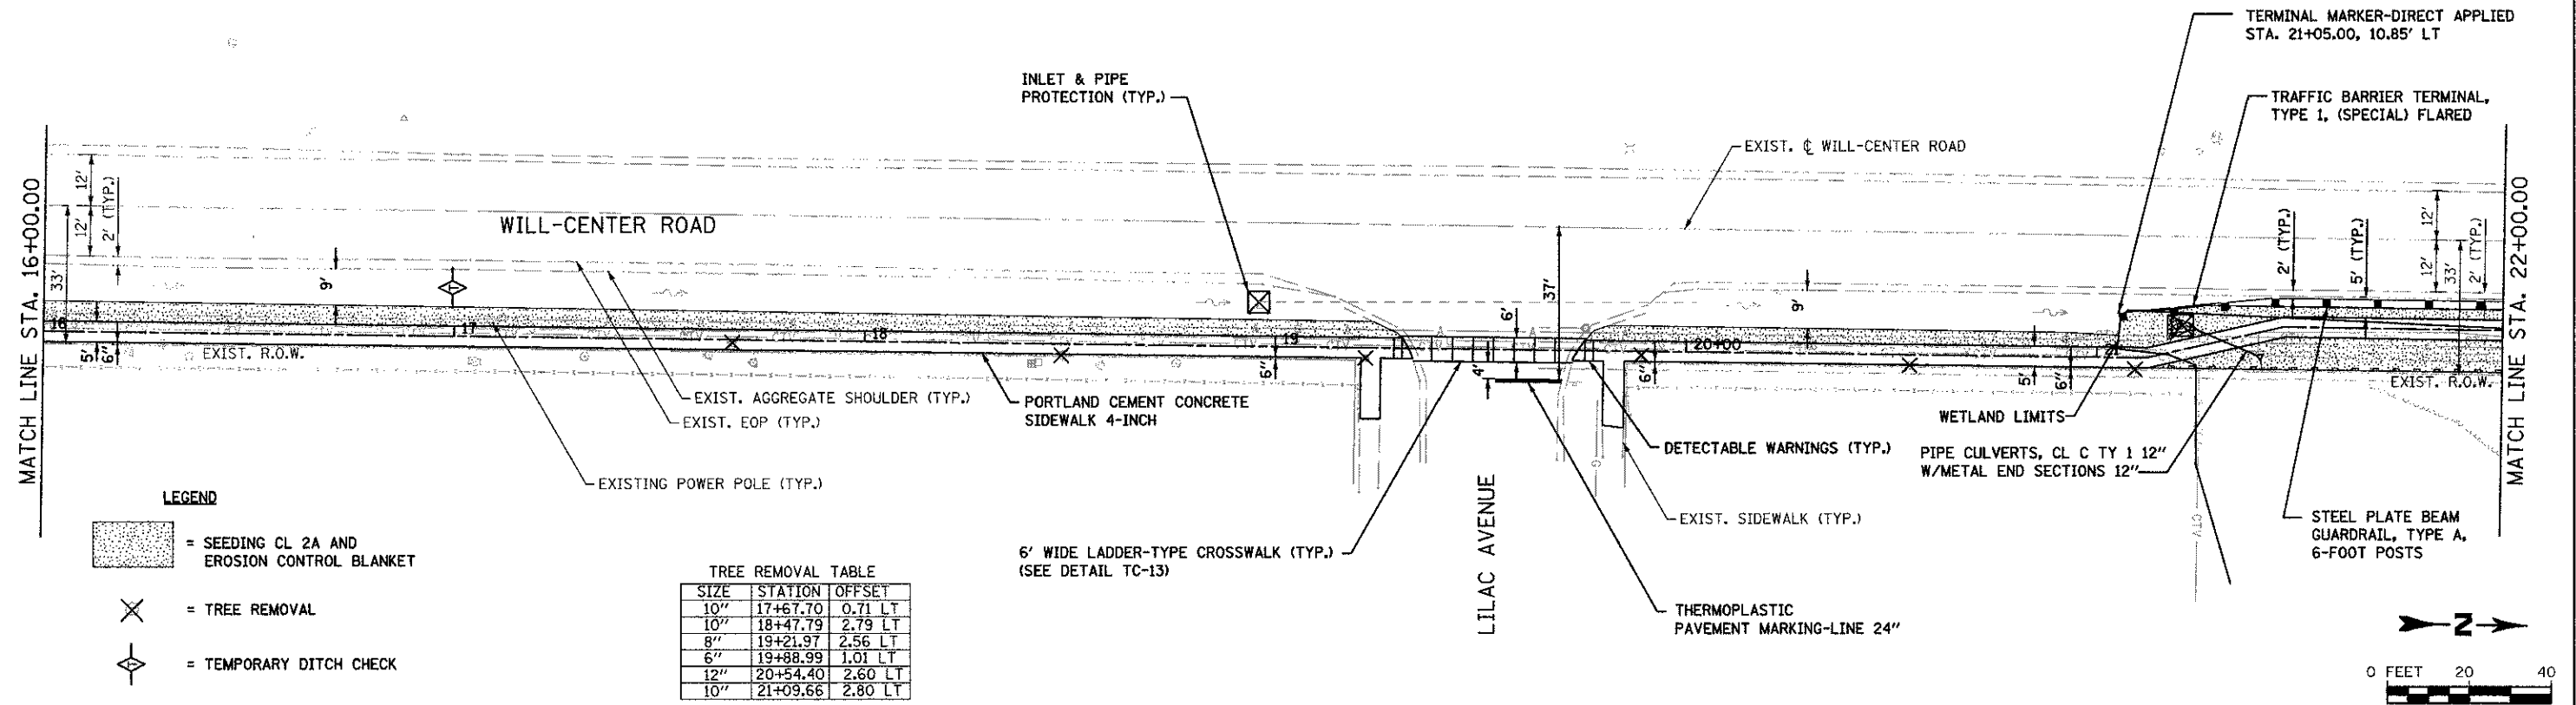 TERMINAL MARKER-DIRECT APPLIED
STA. 21+05.00, 10.85' LT
INLET & PIPE
PROTECTION (TYP.)
TRAFFIC BARRIER TERMINAL,
TYPE 1, (SPECIAL) FLARED
EXIST. ℄ WILL-CENTER ROAD
MATCH LINE STA. 16+00.00
33'
12'
12'
2' (TYP.)
WILL-CENTER ROAD
9'
37'
6'
9'
2' (TYP.)
5' (TYP.)
12'
12'
33'
2' (TYP.)
MATCH LINE STA. 22+00.00
16
17
18
19
20+00
21
5'
6"
EXIST. R.O.W.
6"
4'
6"
5'
6"
EXIST. R.O.W.
EXIST. AGGREGATE SHOULDER (TYP.)
EXIST. EOP (TYP.)
EXISTING POWER POLE (TYP.)
PORTLAND CEMENT CONCRETE
SIDEWALK 4-INCH
WETLAND LIMITS
DETECTABLE WARNINGS (TYP.)
PIPE CULVERTS, CL C TY 1 12"
W/METAL END SECTIONS 12"
LILAC AVENUE
EXIST. SIDEWALK (TYP.)
STEEL PLATE BEAM
GUARDRAIL, TYPE A,
6-FOOT POSTS
6' WIDE LADDER-TYPE CROSSWALK (TYP.)
(SEE DETAIL TC-13)
THERMOPLASTIC
PAVEMENT MARKING-LINE 24"
LEGEND
= SEEDING CL 2A AND
EROSION CONTROL BLANKET
= TREE REMOVAL
T
= TEMPORARY DITCH CHECK
TREE REMOVAL TABLE
SIZE STATION OFFSET
10" 17+67.70 0.71 LT
10" 18+47.79 2.79 LT
8" 19+21.97 2.56 LT
6" 19+88.99 1.01 LT
12" 20+54.40 2.60 LT
10" 21+09.66 2.80 LT
Z
0 FEET 20 40